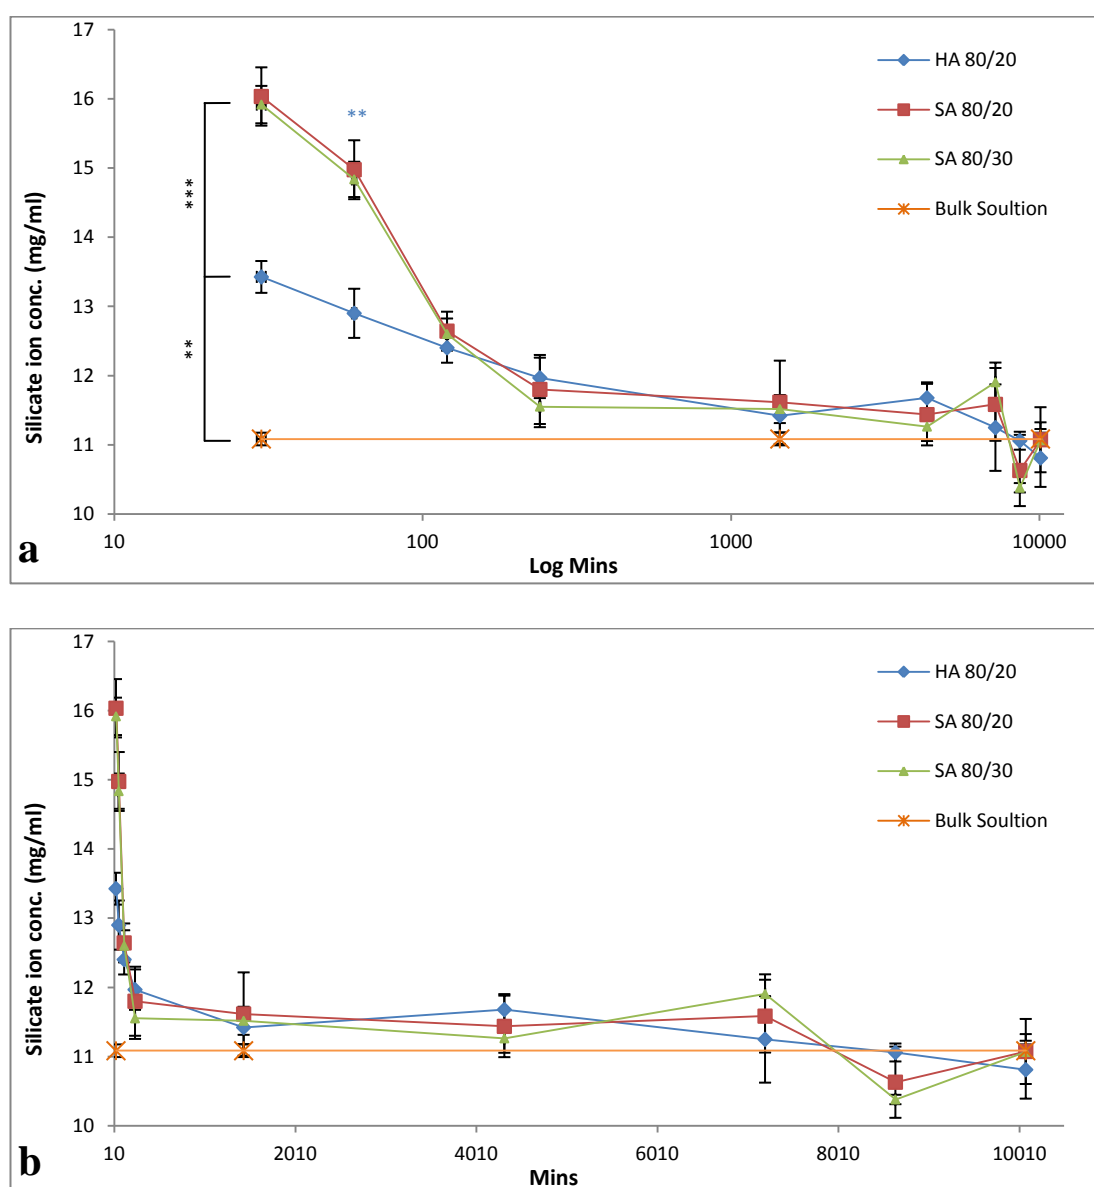 17
16
15
14
13
12
11
10
Silicate ion conc. (mg/ml)
***
**
**
HA 80/20
SA 80/20
SA 80/30
Bulk Soultion
10
100
1000
10000
Log Mins
a
17
16
15
14
13
12
11
10
Silicate ion conc. (mg/ml)
HA 80/20
SA 80/20
SA 80/30
Bulk Soultion
10
2010
4010
6010
8010
10010
Mins
b